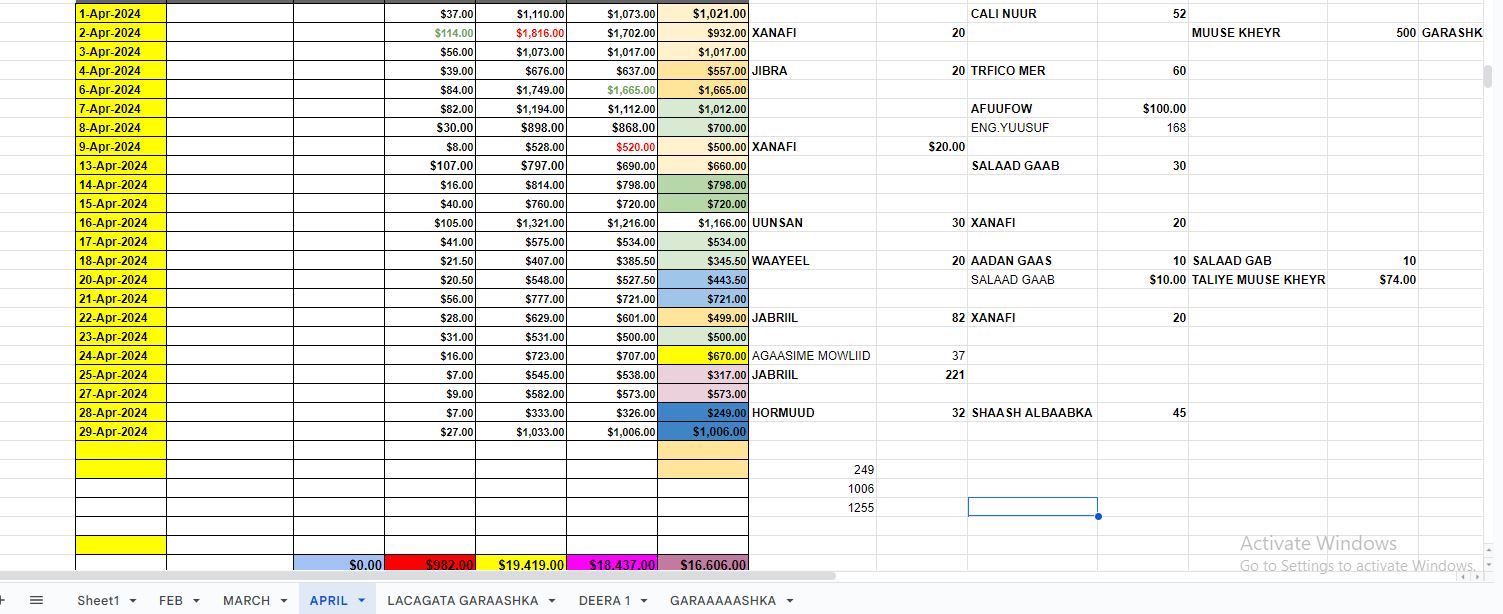 1-Apr-2024 $37.00 $1,110.00 $1,073.00 $1,021.00 CALI NUUR 52
2-Apr-2024 $114.00 $1,816.00 $1,702.00 $932.00 XANAFI 20 MUUSE KHEYR 500 GARASHK
3-Apr-2024 $56.00 $1,073.00 $1,017.00 $1,017.00
4-Apr-2024 $39.00 $676.00 $637.00 $557.00 JIBRA 20 TRFICO MER 60
6-Apr-2024 $84.00 $1,749.00 $1,665.00 $1,665.00
7-Apr-2024 $82.00 $1,194.00 $1,112.00 $1,012.00 AFUUFOW $100.00
8-Apr-2024 $30.00 $898.00 $868.00 $700.00 ENG.YUUSUF 168
9-Apr-2024 $8.00 $528.00 $520.00 $500.00 XANAFI $20.00
13-Apr-2024 $107.00 $797.00 $690.00 $660.00 SALAAD GAAB 30
14-Apr-2024 $16.00 $814.00 $798.00 $798.00
15-Apr-2024 $40.00 $760.00 $720.00 $720.00
16-Apr-2024 $105.00 $1,321.00 $1,216.00 $1,166.00 UUNSAN 30 XANAFI 20
17-Apr-2024 $41.00 $575.00 $534.00 $534.00
18-Apr-2024 $21.50 $407.00 $385.50 $345.50 WAAYEEL 20 AADAN GAAS 10 SALAAD GAB 10
20-Apr-2024 $20.50 $548.00 $527.50 $443.50 SALAAD GAAB $10.00 TALIYE MUUSE KHEYR $74.00
21-Apr-2024 $56.00 $777.00 $721.00 $721.00
22-Apr-2024 $28.00 $629.00 $601.00 $499.00 JABRIIL 82 XANAFI 20
23-Apr-2024 $31.00 $531.00 $500.00 $500.00
24-Apr-2024 $16.00 $723.00 $707.00 $670.00 AGAASIME MOWLIID 37
25-Apr-2024 $7.00 $545.00 $538.00 $317.00 JABRIIL 221
27-Apr-2024 $9.00 $582.00 $573.00 $573.00
28-Apr-2024 $7.00 $333.00 $326.00 $249.00 HORMUUD 32 SHAASH ALBAABKA 45
29-Apr-2024 $27.00 $1,033.00 $1,006.00 $1,006.00
249
1006
1255
$0.00 $982.00 $19,419.00 $18,437.00 $16,606.00
Activate Windows
Go to Settings to activate Windows.
Sheet1 FEB MARCH APRIL LACAGATA GARAASHKA DEERA 1 GARAAAAASHKA